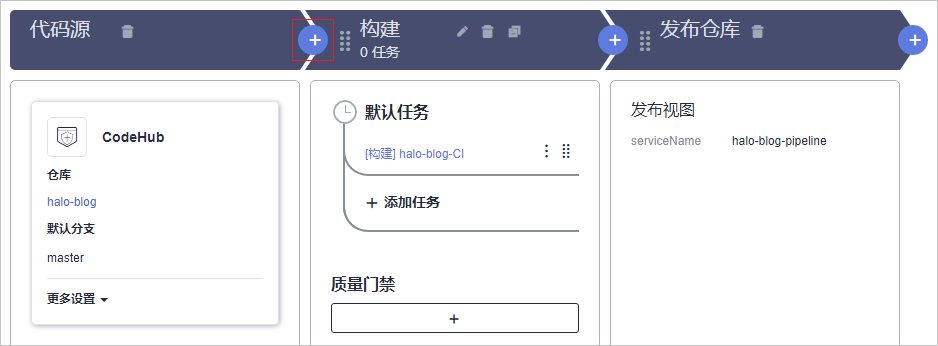 代码源
构建
0 任务
发布仓库
CodeHub
仓库
halo-blog
默认分支
master
更多设置
默认任务
[构建] halo-blog-CI
添加任务
质量门禁
发布视图
serviceName halo-blog-pipeline